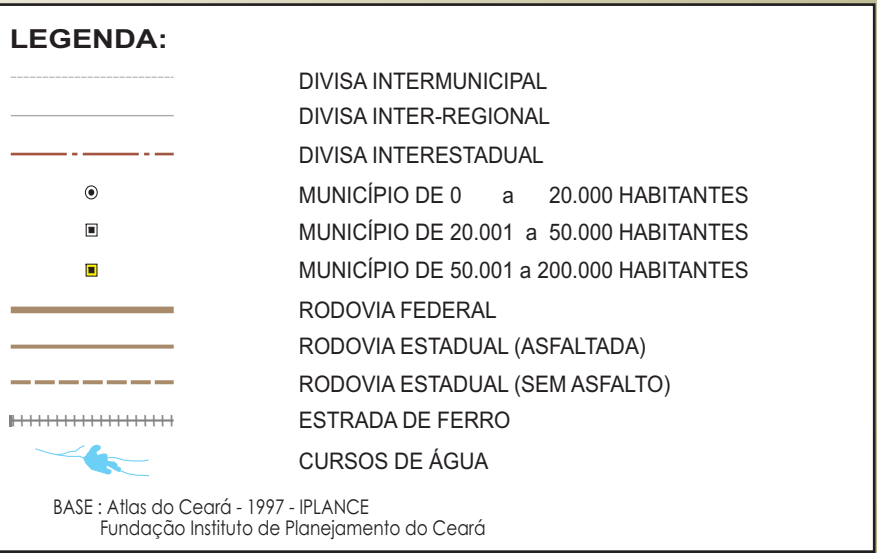 LEGENDA:
DIVISA INTERMUNICIPAL
DIVISA INTER-REGIONAL
DIVISA INTERESTADUAL
MUNICÍPIO DE 0 a 20.000 HABITANTES
MUNICÍPIO DE 20.001 a 50.000 HABITANTES
MUNICÍPIO DE 50.001 a 200.000 HABITANTES
RODOVIA FEDERAL
RODOVIA ESTADUAL (ASFALTADA)
RODOVIA ESTADUAL (SEM ASFALTO)
ESTRADA DE FERRO
CURSOS DE ÁGUA
BASE : Atlas do Ceará - 1997 - IPLANCE
Fundação Instituto de Planejamento do Ceará